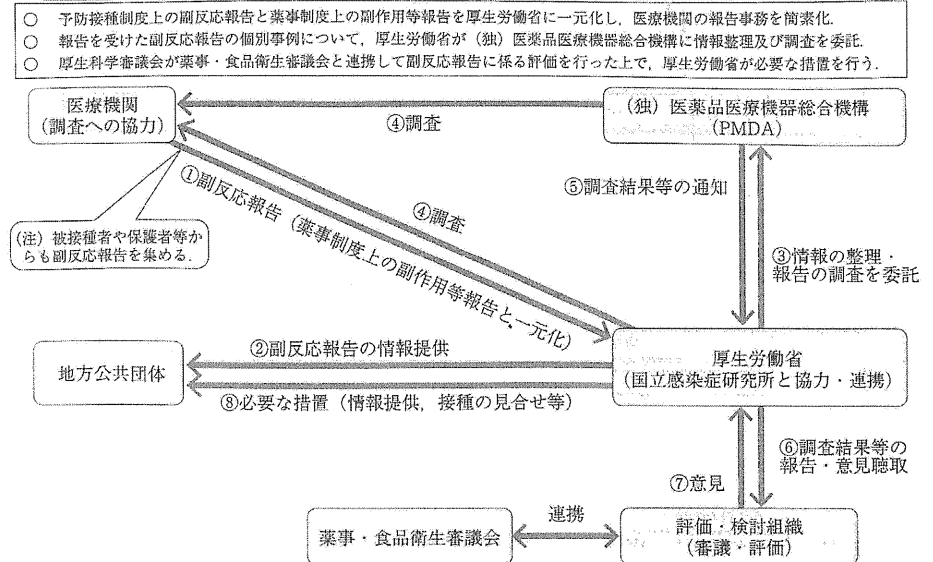 ○ 予防接種制度上の副反応報告と薬事制度上の副作用等報告を厚生労働省に一元化し，医療機関の報告事務を簡素化．
○ 報告を受けた副反応報告の個別事例について，厚生労働省が（独）医薬品医療機器総合機構に情報整理及び調査を委託．
○ 厚生科学審議会が薬事・食品衛生審議会と連携して副反応報告に係る評価を行った上で，厚生労働省が必要な措置を行う．
医療機関
（調査への協力）
④調査
（独）医薬品医療機器総合機構
（PMDA）
①副反応報告（薬事制度上の副作用等報告と一元化）
④調査
⑤調査結果等の通知
③情報の整理・
報告の調査を委託
（注）被接種者や保護者等か
らも副反応報告を集める．
地方公共団体
②副反応報告の情報提供
⑧必要な措置（情報提供，接種の見合せ等）
厚生労働省
（国立感染症研究所と協力・連携）
⑦意見
⑥調査結果等の
報告・意見聴取
薬事・食品衛生審議会
連携
評価・検討組織
（審議・評価）